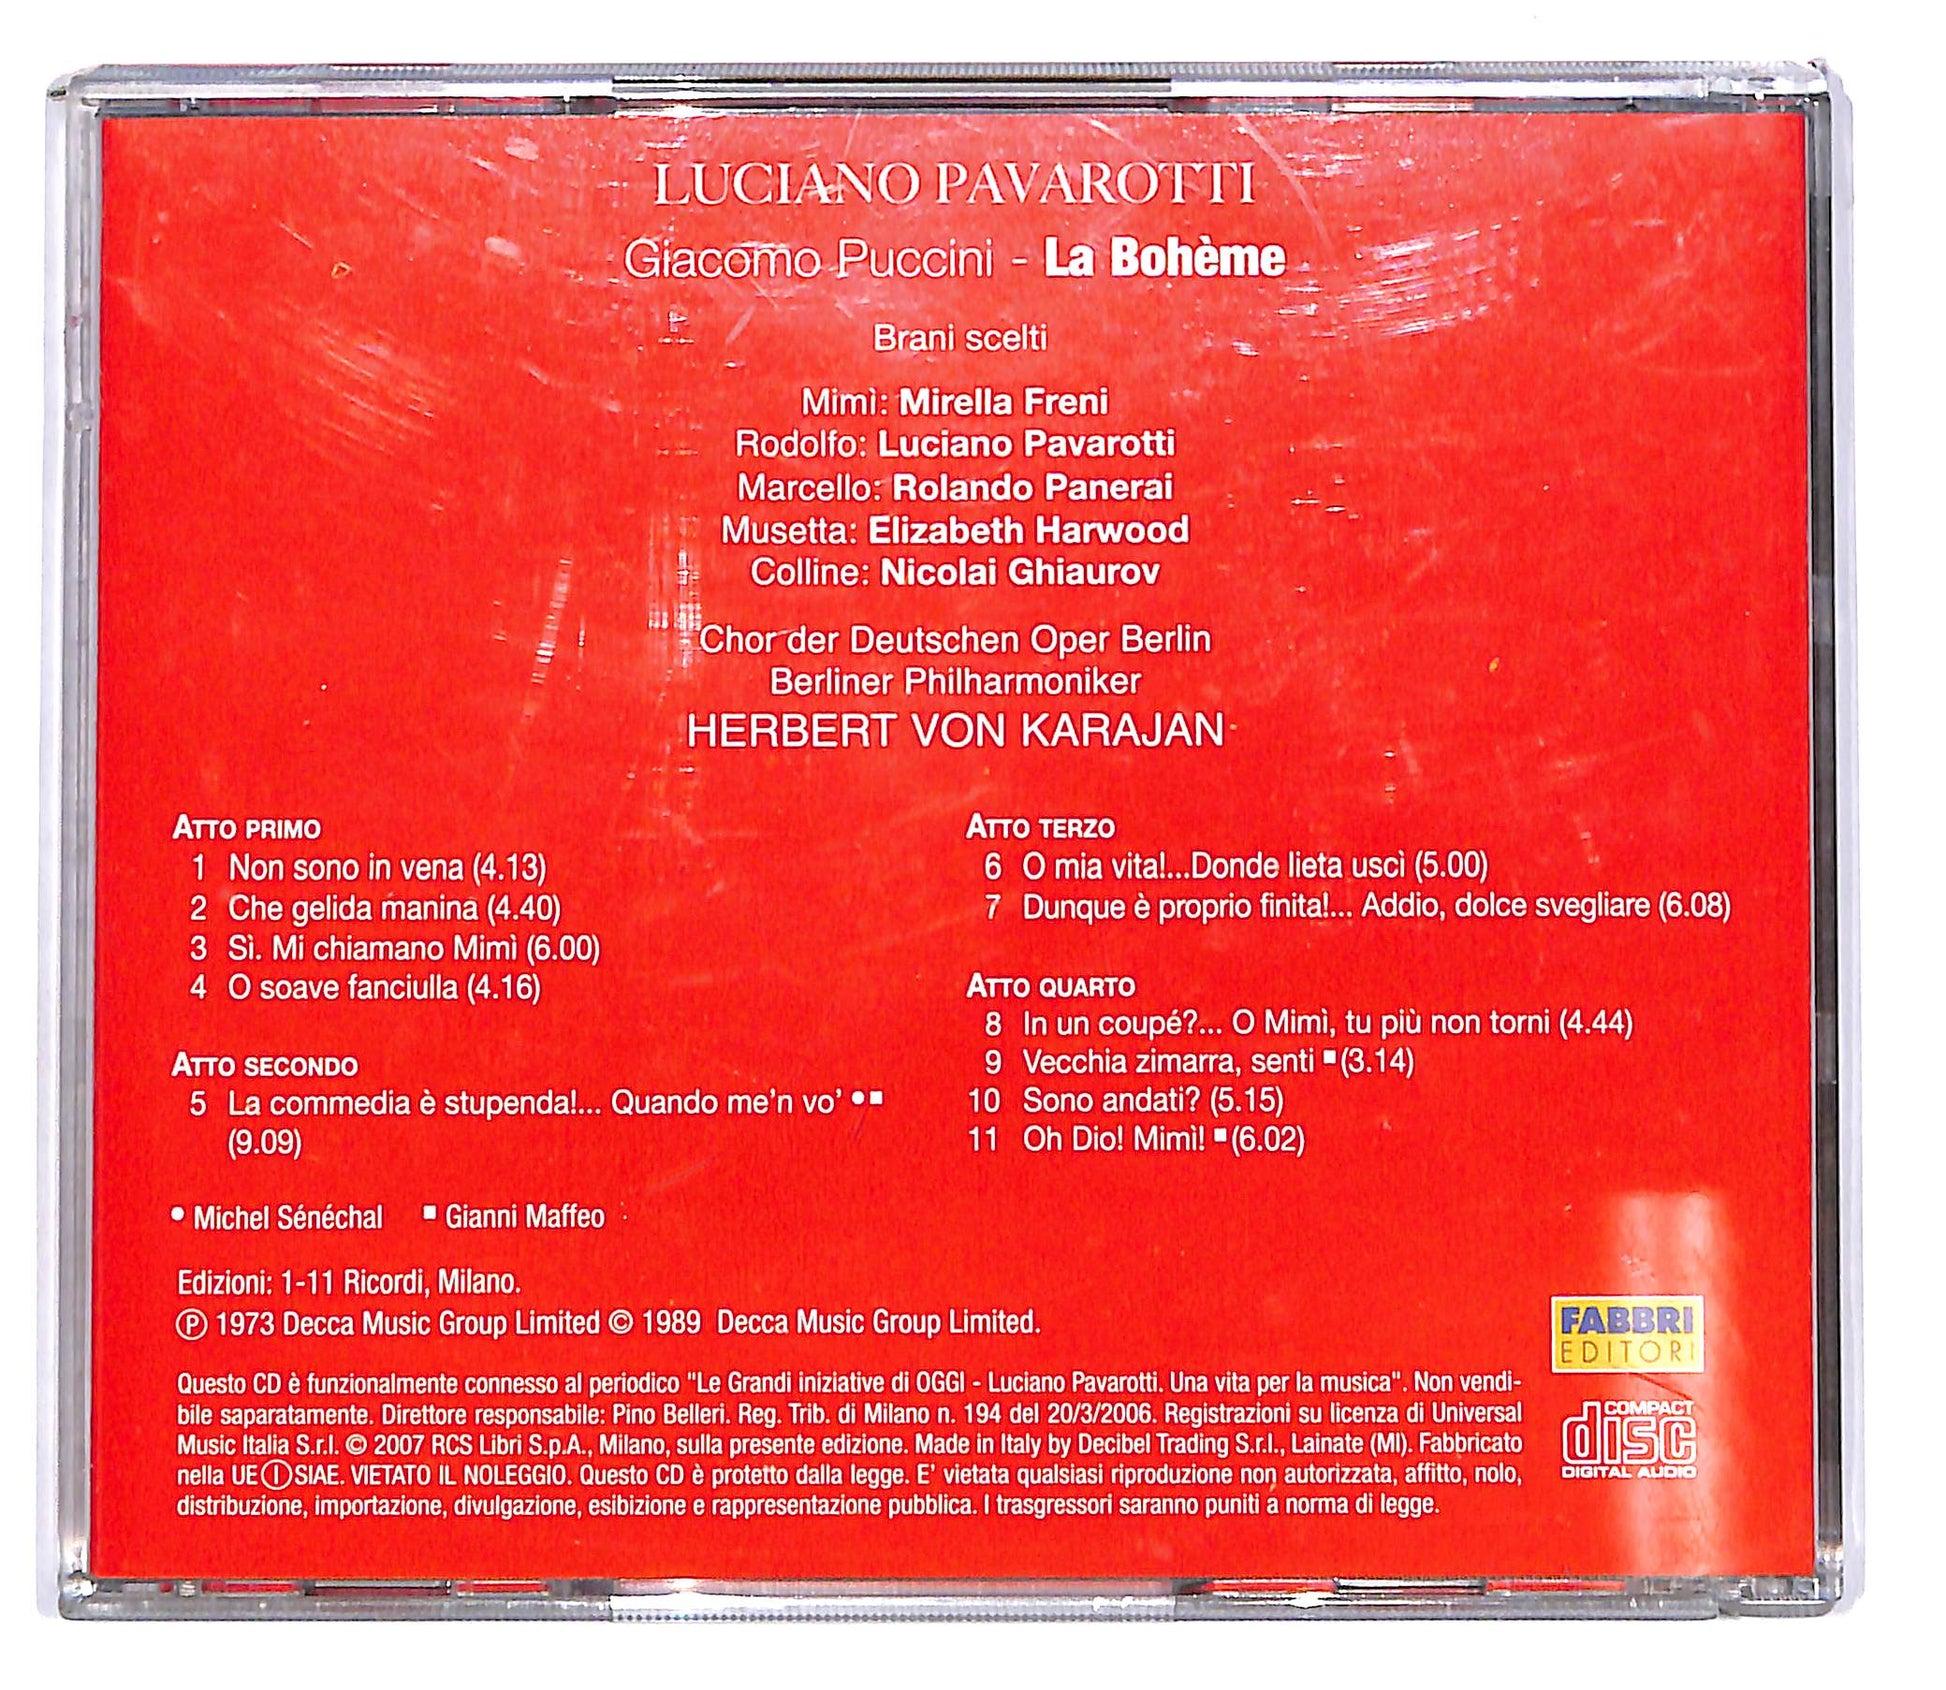 LUCIANO PAVAROTTI
Giacomo Puccini - La Bohème
Brani scelti
Mimì: Mirella Freni
Rodolfo: Luciano Pavarotti
Marcello: Rolando Panerai
Musetta: Elizabeth Harwood
Colline: Nicolai Ghiaurov
Chor der Deutschen Oper Berlin
Berliner Philharmoniker
HERBERT VON KARAJAN
ATTO PRIMO
1 Non sono in vena (4.13)
2 Che gelida manina (4.40)
3 Sì. Mi chiamano Mimì (6.00)
4 O soave fanciulla (4.16)
ATTO SECONDO
5 La commedia è stupenda!... Quando me'n vo' •■
(9.09)
• Michel Sénéchal ■ Gianni Maffeo
ATTO TERZO
6 O mia vita!...Donde lieta uscì (5.00)
7 Dunque è proprio finita!... Addio, dolce svegliare (6.08)
ATTO QUARTO
8 In un coupé?... O Mimì, tu più non torni (4.44)
9 Vecchia zimarra, senti ■ (3.14)
10 Sono andati? (5.15)
11 Oh Dio! Mimì! ■ (6.02)
Edizioni: 1-11 Ricordi, Milano.
℗ 1973 Decca Music Group Limited © 1989 Decca Music Group Limited.
Questo CD è funzionalmente connesso al periodico "Le Grandi iniziative di OGGI - Luciano Pavarotti. Una vita per la musica". Non vendi-
bile saparatamente. Direttore responsabile: Pino Belleri. Reg. Trib. di Milano n. 194 del 20/3/2006. Registrazioni su licenza di Universal
Music Italia S.r.l. © 2007 RCS Libri S.p.A., Milano, sulla presente edizione. Made in Italy by Decibel Trading S.r.l., Lainate (MI). Fabbricato
nella UE Ⓘ SIAE. VIETATO IL NOLEGGIO. Questo CD è protetto dalla legge. E' vietata qualsiasi riproduzione non autorizzata, affitto, nolo,
distribuzione, importazione, divulgazione, esibizione e rappresentazione pubblica. I trasgressori saranno puniti a norma di legge.
FABBRI
EDITORI
COMPACT
disc
DIGITAL AUDIO